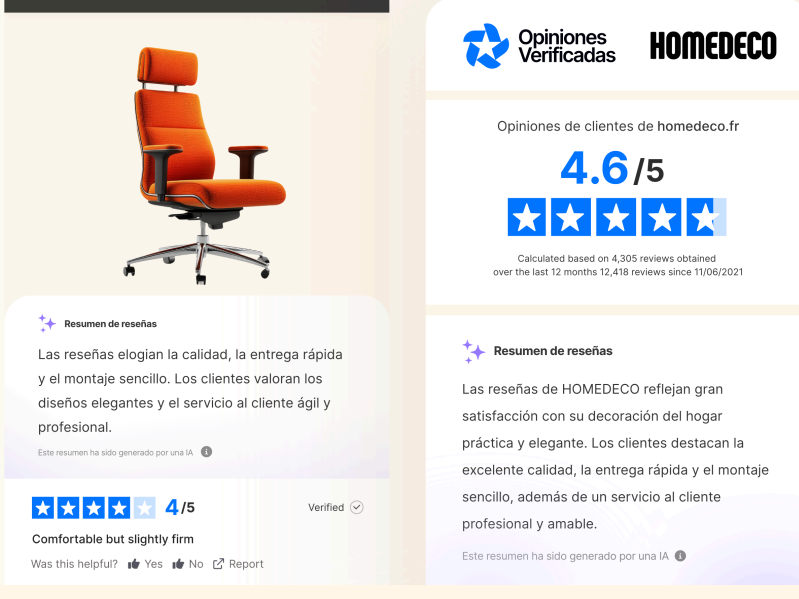 Resumen de reseñas
Las reseñas elogian la calidad, la entrega rápida
y el montaje sencillo. Los clientes valoran los
diseños elegantes y el servicio al cliente ágil y
profesional.
Este resumen ha sido generado por una IA
4/5
Verified
Comfortable but slightly firm
Was this helpful? Yes No Report
Opiniones
Verificadas
HOMEDECO
Opiniones de clientes de homedeco.fr
4.6/5
Calculated based on 4,305 reviews obtained
over the last 12 months 12,418 reviews since 11/06/2021
Resumen de reseñas
Las reseñas de HOMEDECO reflejan gran
satisfacción con su decoración del hogar
práctica y elegante. Los clientes destacan la
excelente calidad, la entrega rápida y el montaje
sencillo, además de un servicio al cliente
profesional y amable.
Este resumen ha sido generado por una IA